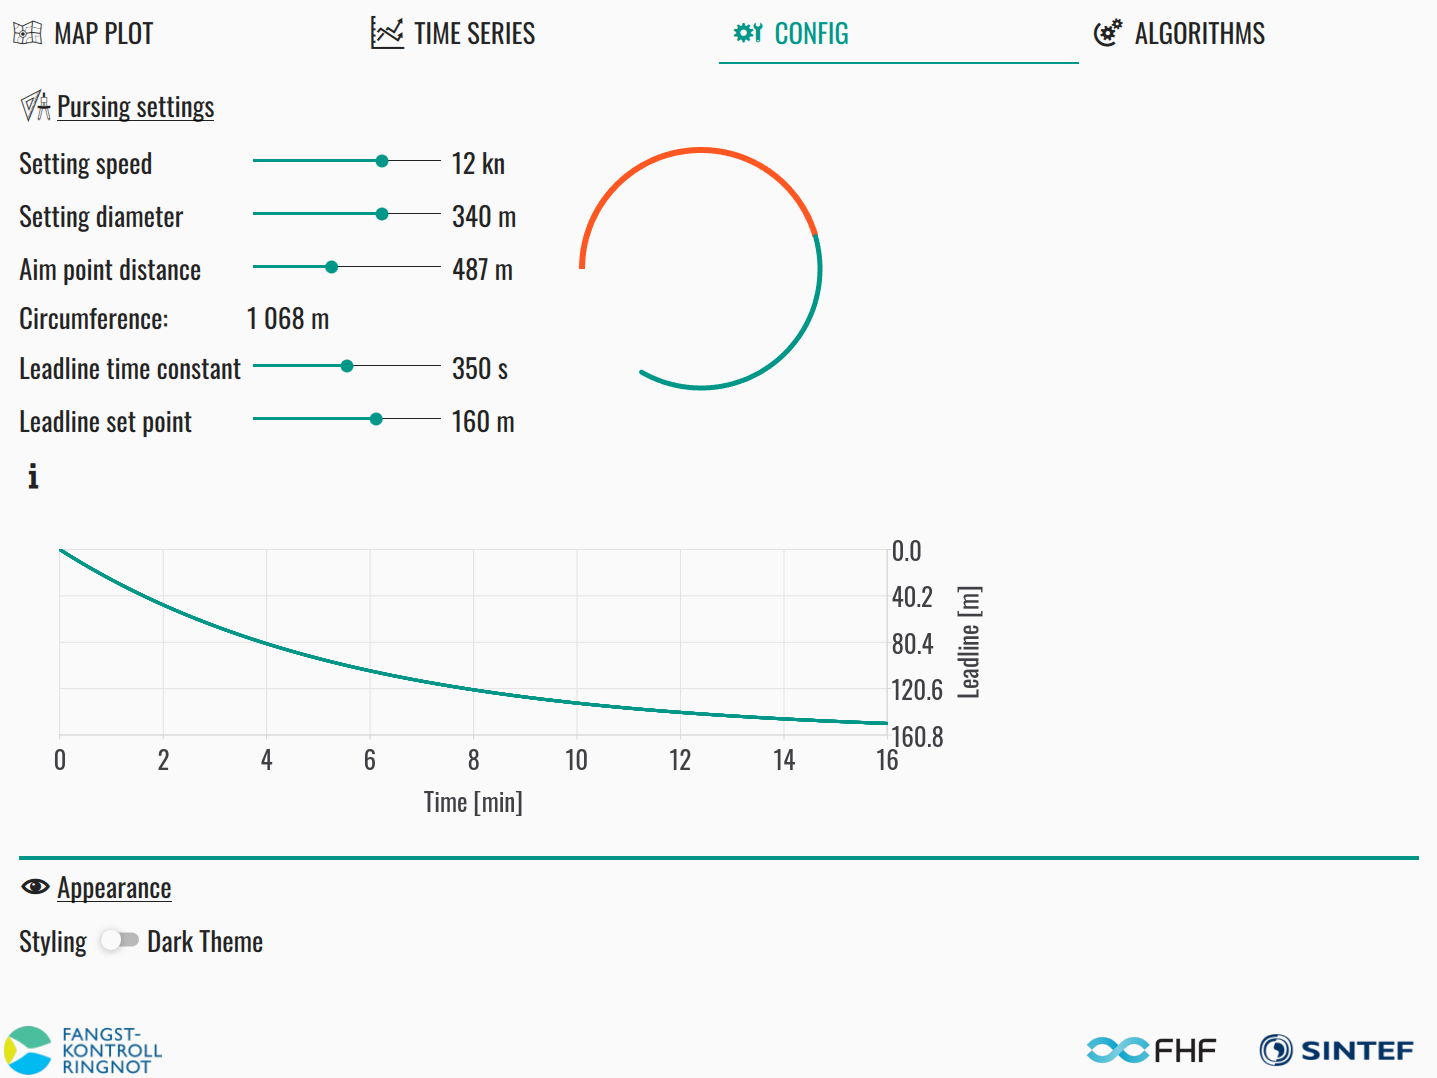 MAP PLOT
TIME SERIES
CONFIG
ALGORITHMS
Pursing settings
Setting speed 12 kn
Setting diameter 340 m
Aim point distance 487 m
Circumference: 1 068 m
Leadline time constant 350 s
Leadline set point 160 m
i
0.0
40.2
80.4
120.6
160.8
Leadline [m]
0 2 4 6 8 10 12 14 16
Time [min]
Appearance
Styling Dark Theme
FANGST-
KONTROLL
RINGNOT
FHF
SINTEF